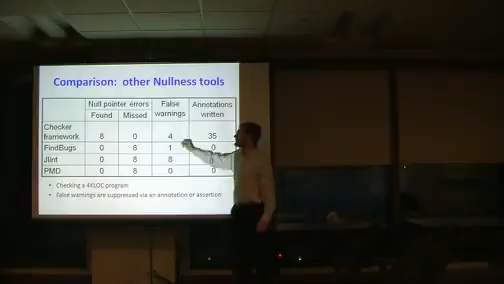 Comparison: other Nullness tools
Null pointer errors False warnings Annotations written
Found Missed
Checker framework 8 0 4 35
FindBugs 0 8 1 0
Jlint 0 8 8 0
PMD 0 8 0 0
• Checking a 4KLOC program
• False warnings are suppressed via an annotation or assertion